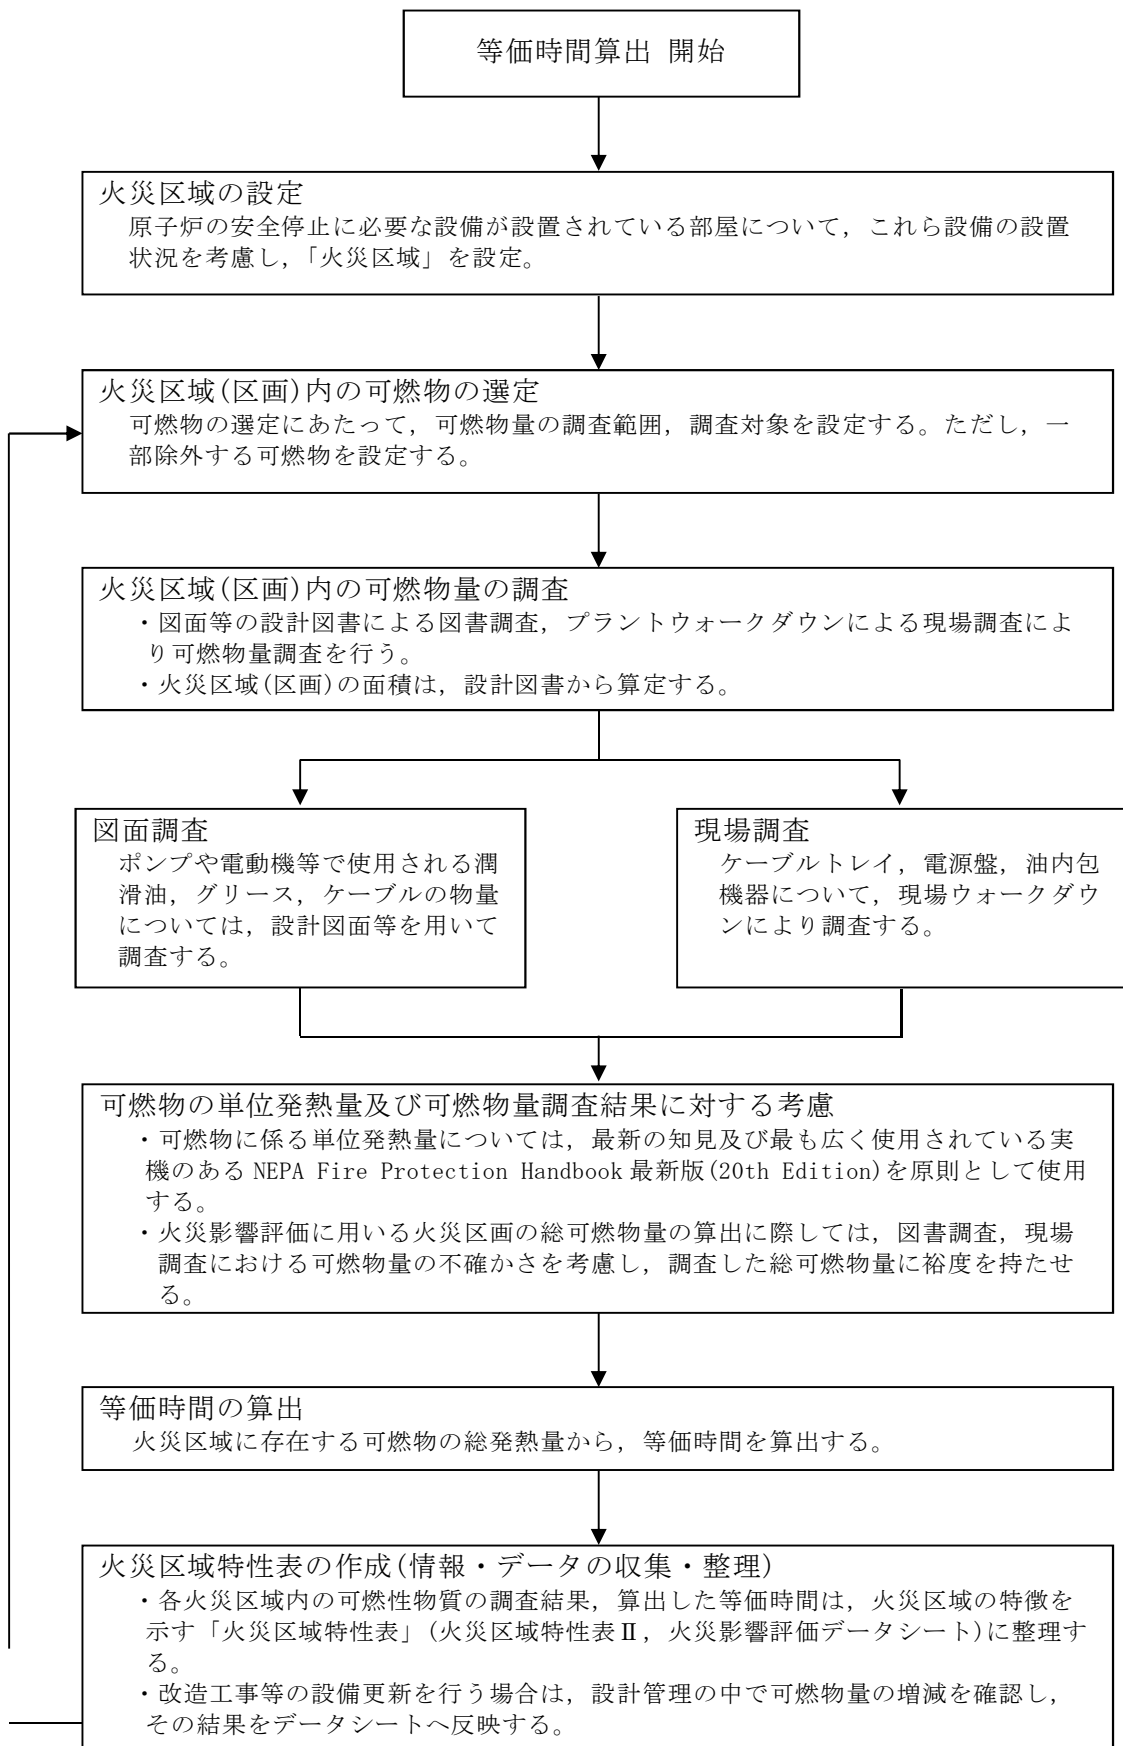 等価時間算出 開始
火災区域の設定
原子炉の安全停止に必要な設備が設置されている部屋について，これら設備の設置
状況を考慮し，「火災区域」を設定。
火災区域(区画)内の可燃物の選定
可燃物の選定にあたって，可燃物量の調査範囲，調査対象を設定する。ただし，一
部除外する可燃物を設定する。
火災区域(区画)内の可燃物量の調査
・図面等の設計図書による図書調査，プラントウォークダウンによる現場調査によ
り可燃物量調査を行う。
・火災区域(区画)の面積は，設計図書から算定する。
図面調査
ポンプや電動機等で使用される潤
滑油，グリース，ケーブルの物量
については，設計図面等を用いて
調査する。
現場調査
ケーブルトレイ，電源盤，油内包
機器について，現場ウォークダウ
ンにより調査する。
可燃物の単位発熱量及び可燃物量調査結果に対する考慮
・可燃物に係る単位発熱量については，最新の知見及び最も広く使用されている実
機のある NEPA Fire Protection Handbook 最新版(20th Edition)を原則として使用
する。
・火災影響評価に用いる火災区画の総可燃物量の算出に際しては，図書調査，現場
調査における可燃物量の不確かさを考慮し，調査した総可燃物量に裕度を持たせ
る。
等価時間の算出
火災区域に存在する可燃物の総発熱量から，等価時間を算出する。
火災区域特性表の作成(情報・データの収集・整理)
・各火災区域内の可燃性物質の調査結果，算出した等価時間は，火災区域の特徴を
示す「火災区域特性表」(火災区域特性表Ⅱ，火災影響評価データシート)に整理す
る。
・改造工事等の設備更新を行う場合は，設計管理の中で可燃物量の増減を確認し，
その結果をデータシートへ反映する。